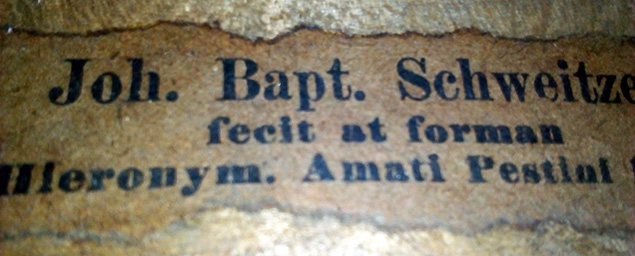 Joh. Bapt. Schweitze
fecit at forman
Hieronym. Amati Pestini